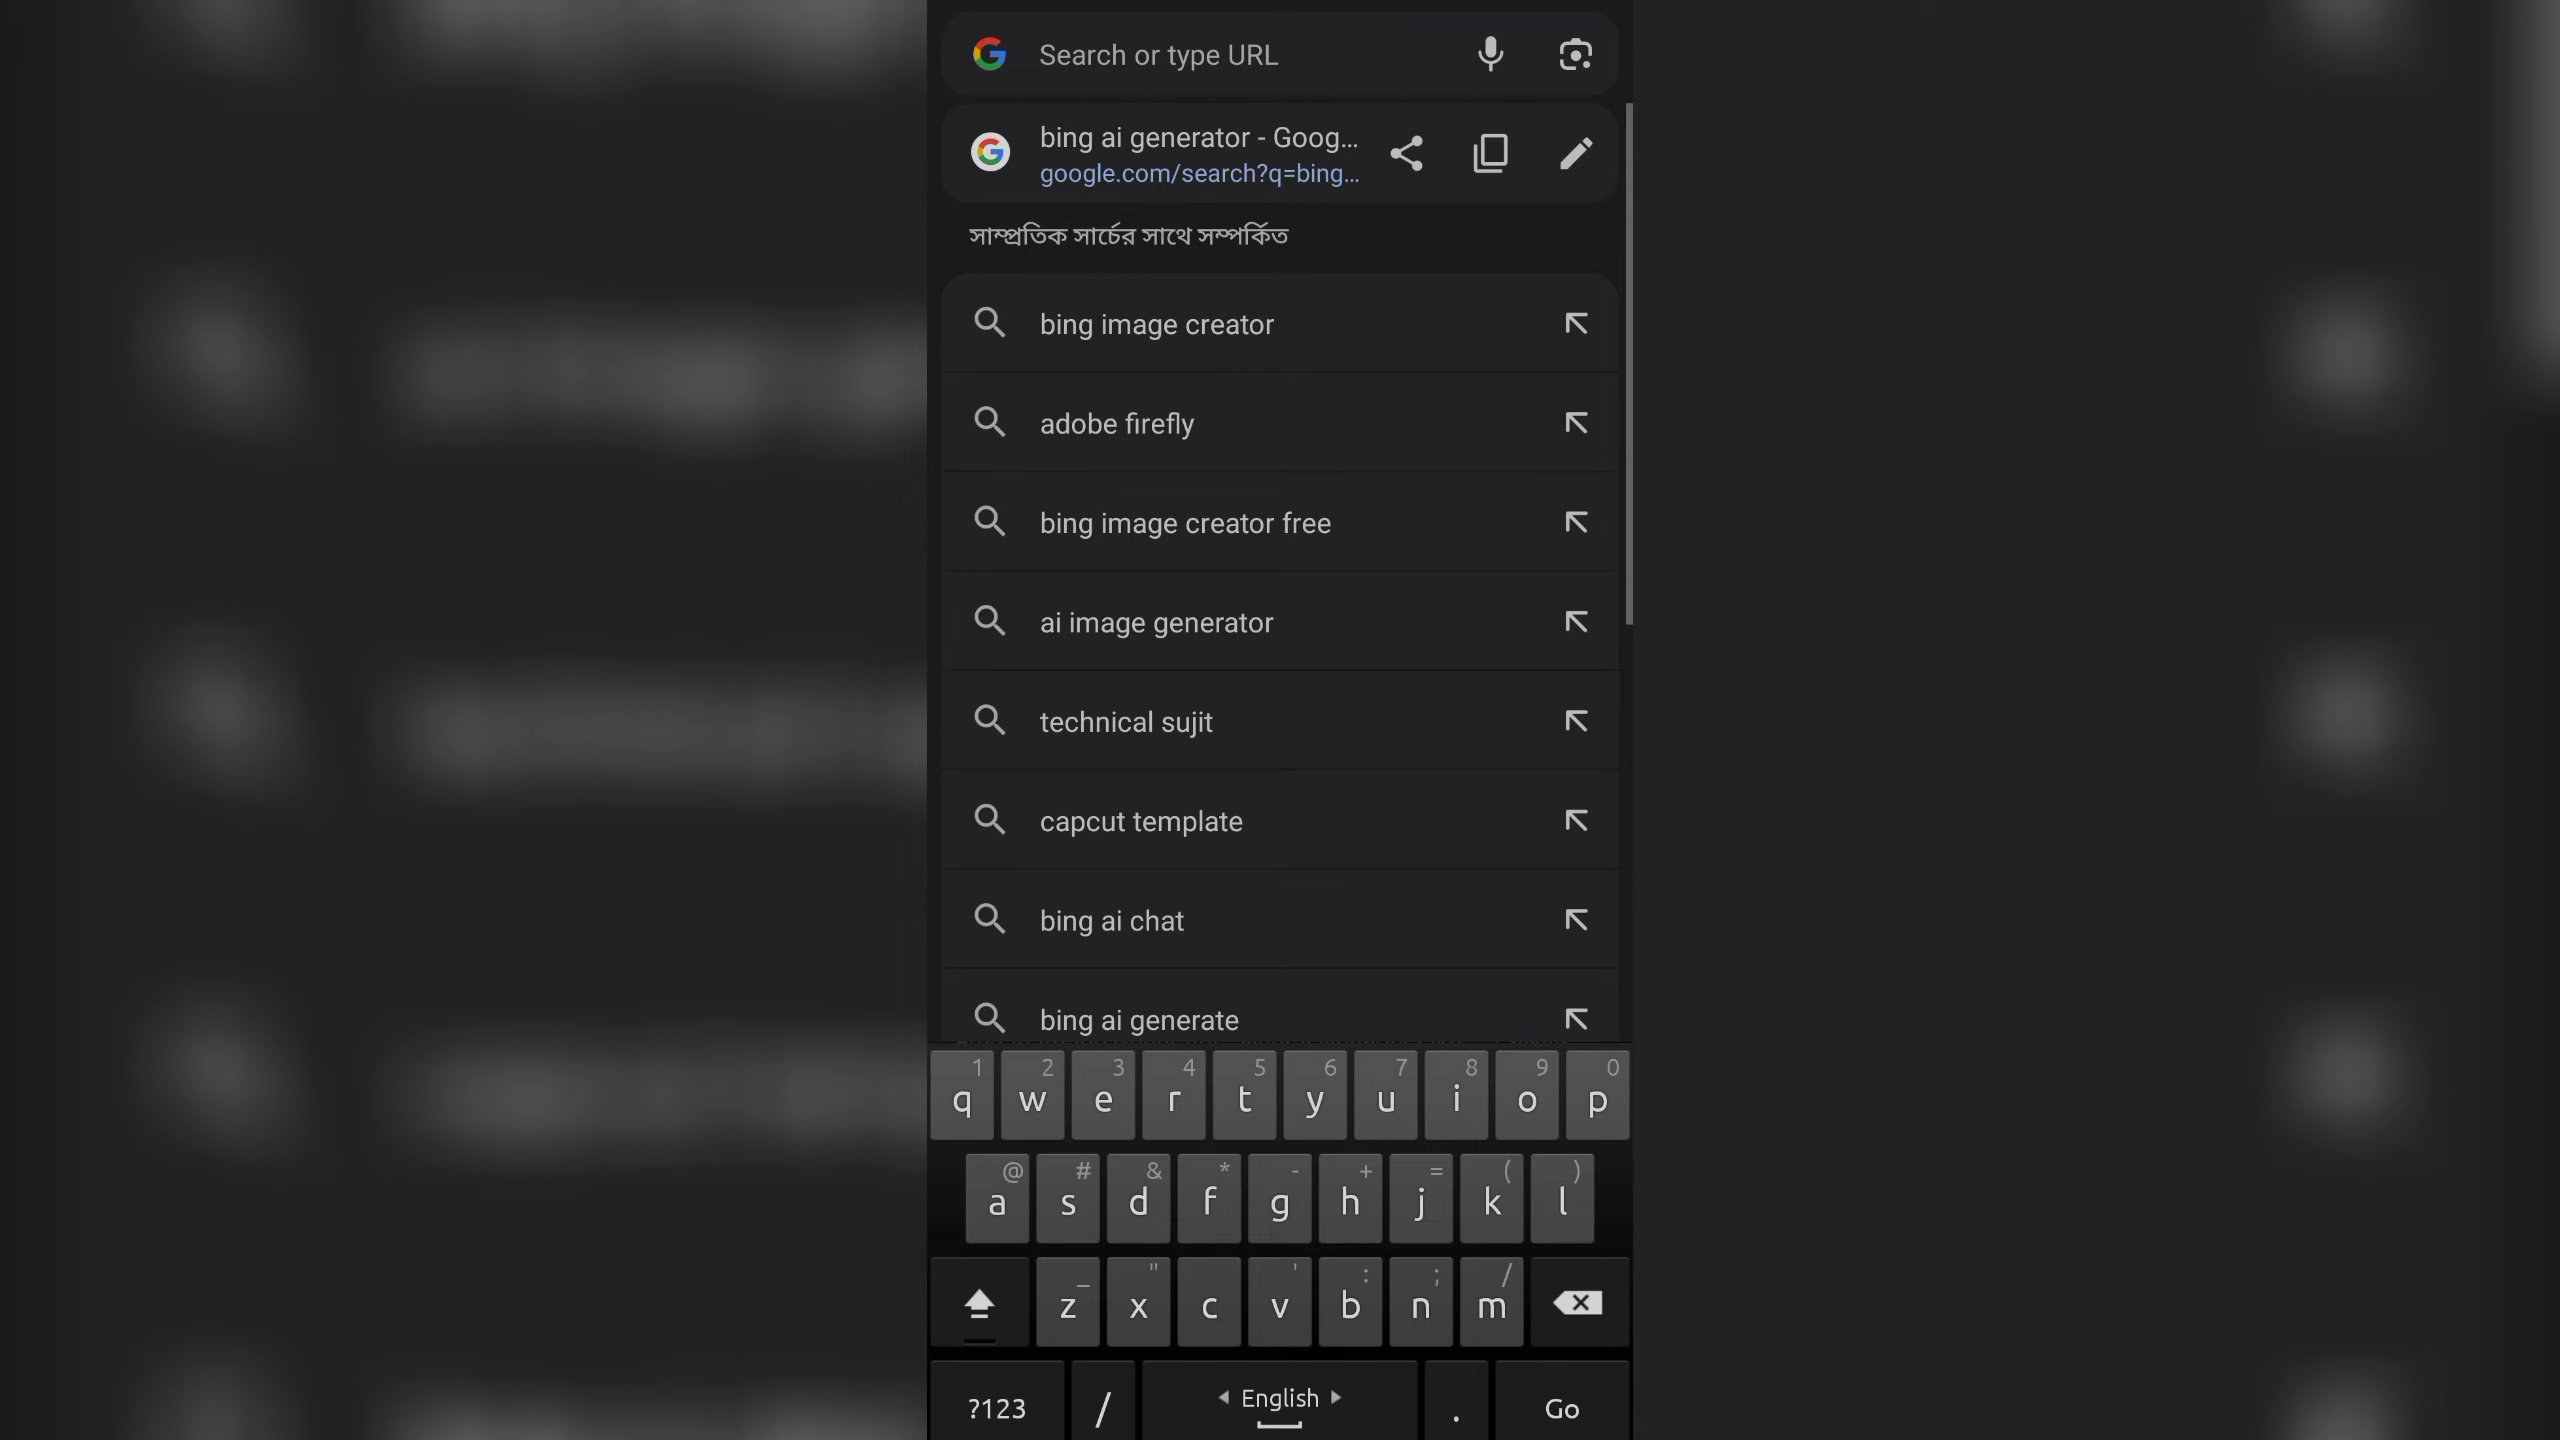 Search or type URL
bing ai generator - Goog...
google.com/search?q=bing...
সাম্প্রতিক সার্চের সাথে সম্পর্কিত
bing image creator
adobe firefly
bing image creator free
ai image generator
technical sujit
capcut template
bing ai chat
bing ai generate
1 2 3 4 5 6 7 8 9 0
q w e r t y u i o p
@ # & * - + = ( )
a s d f g h j k l
_ " ' : ; /
z x c v b n m
?123 / English . Go